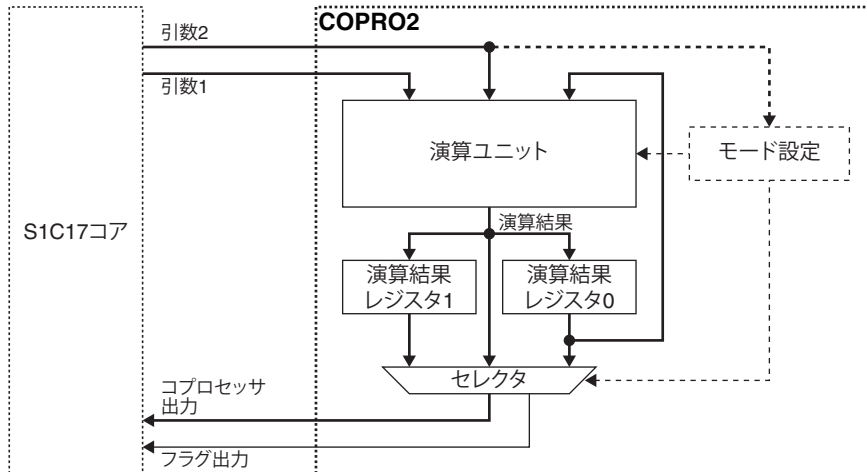 COPRO2
引数2
引数1
演算ユニット
モード設定
S1C17コア
演算結果
演算結果
レジスタ1
演算結果
レジスタ0
セレクタ
コプロセッサ
出力
フラグ出力